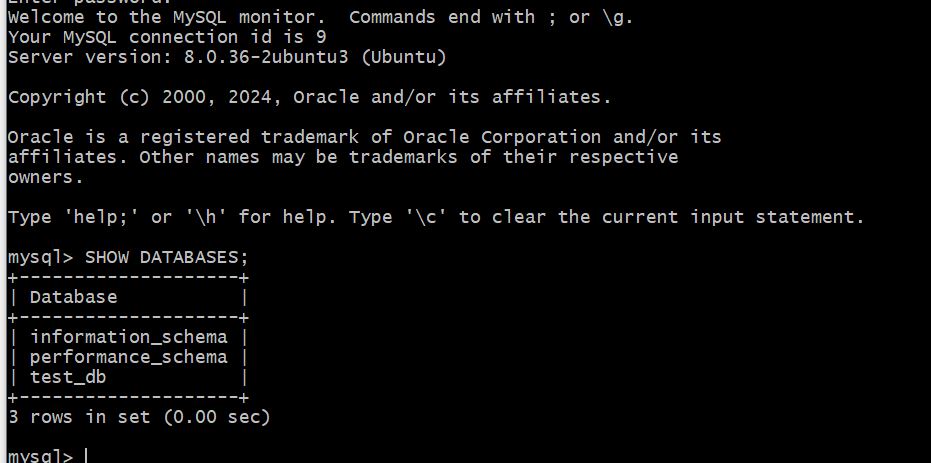 Enter password:
Welcome to the MySQL monitor.  Commands end with ; or \g.
Your MySQL connection id is 9
Server version: 8.0.36-2ubuntu3 (Ubuntu)
Copyright (c) 2000, 2024, Oracle and/or its affiliates.
Oracle is a registered trademark of Oracle Corporation and/or its
affiliates. Other names may be trademarks of their respective
owners.
Type 'help;' or '\h' for help. Type '\c' to clear the current input statement.
mysql> SHOW DATABASES;
+--------------------+
| Database           |
+--------------------+
| information_schema |
| performance_schema |
| test_db            |
+--------------------+
3 rows in set (0.00 sec)
mysql>